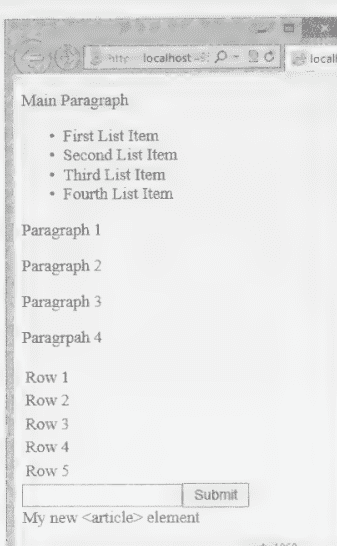 http localhost
locall
Main Paragraph
• First List Item
• Second List Item
• Third List Item
• Fourth List Item
Paragraph 1
Paragraph 2
Paragraph 3
Paragrpah 4
Row 1
Row 2
Row 3
Row 4
Row 5
Submit
My new <article> element